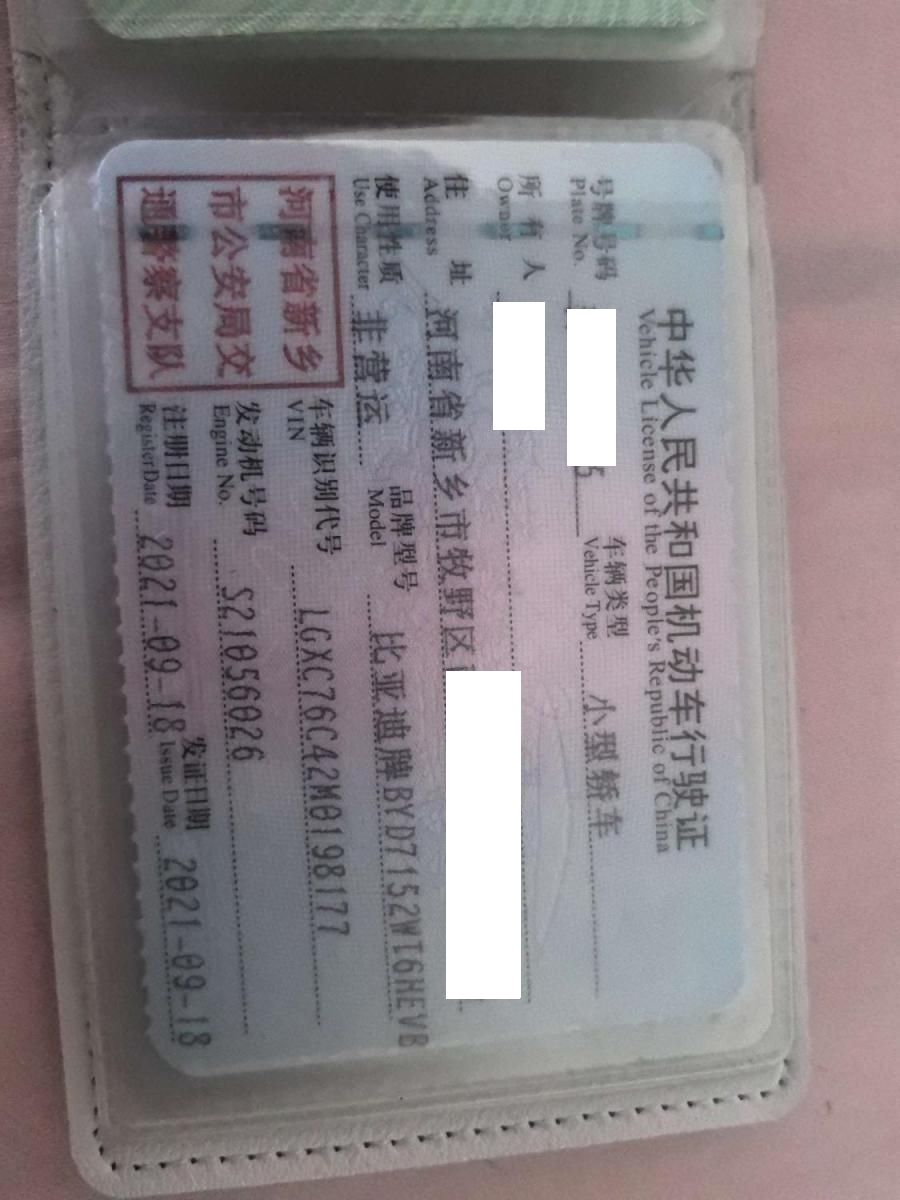 中华人民共和国机动车行驶证
Vehicle License of the People's Republic of China
号牌号码 5 车辆类型 小型轿车
Plate No. Vehicle Type
所有人
Owner
住址 河南省新乡市牧野区
Address
使用性质 非营运 品牌型号 比亚迪牌BYD7152WT6HEVB
Use Character Model
河南省新乡
市公安局交
通警察支队
车辆识别代号 LGXC76C42M0198177
VIN
发动机号码 S21056026
Engine No.
注册日期 2021-09-18 发证日期 2021-09-18
Register Date Issue Date